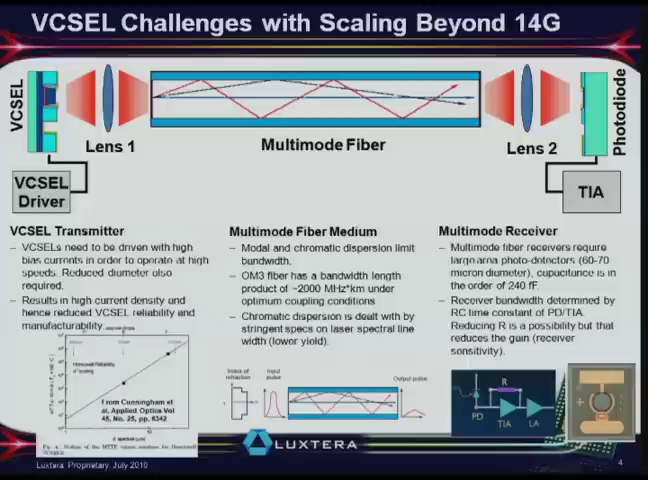 VCSEL Challenges with Scaling Beyond 14G
VCSEL
Lens 1
Multimode Fiber
Lens 2
Photodiode
VCSEL
Driver
TIA
VCSEL Transmitter
– VCSELs need to be driven with high
bias currents in order to operate at high
speeds. Reduced diameter also
required.
– Results in high current density and
hence reduced VCSEL reliability and
manufacturability.
Multimode Fiber Medium
– Modal and chromatic dispersion limit
bandwidth.
– OM3 fiber has a bandwidth length
product of ~2000 MHz*km under
optimum coupling conditions
– Chromatic dispersion is dealt with by
stringent specs on laser spectral line
width (lower yield).
Multimode Receiver
– Multimode fiber receivers require
large area photo-detectors (60-70
micron diameter), capacitance is in
the order of 240 fF.
– Receiver bandwidth determined by
RC time constant of PD/TIA.
Reducing R is a possibility but that
reduces the gain (receiver
sensitivity).
From Cunningham et
al, Applied Optics Vol
45, No. 25, pp. 6342
Index of
refraction
Input
pulse
Output pulse
R
PD
TIA
LA
LUXTERA
Luxtera Proprietary, July 2010
4